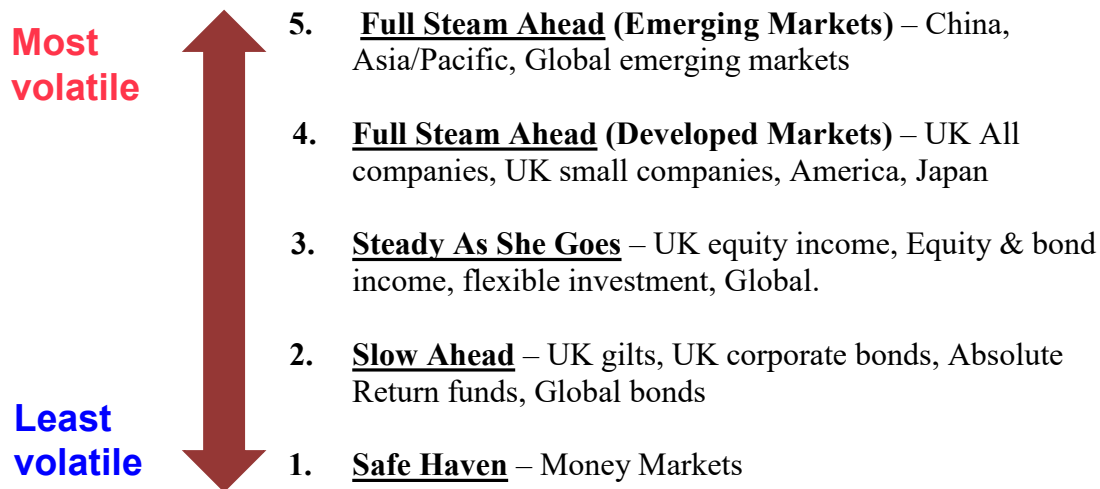 Most
volatile
5. Full Steam Ahead (Emerging Markets) – China,
Asia/Pacific, Global emerging markets
4. Full Steam Ahead (Developed Markets) – UK All
companies, UK small companies, America, Japan
3. Steady As She Goes – UK equity income, Equity & bond
income, flexible investment, Global.
2. Slow Ahead – UK gilts, UK corporate bonds, Absolute
Return funds, Global bonds
Least
volatile
1. Safe Haven – Money Markets